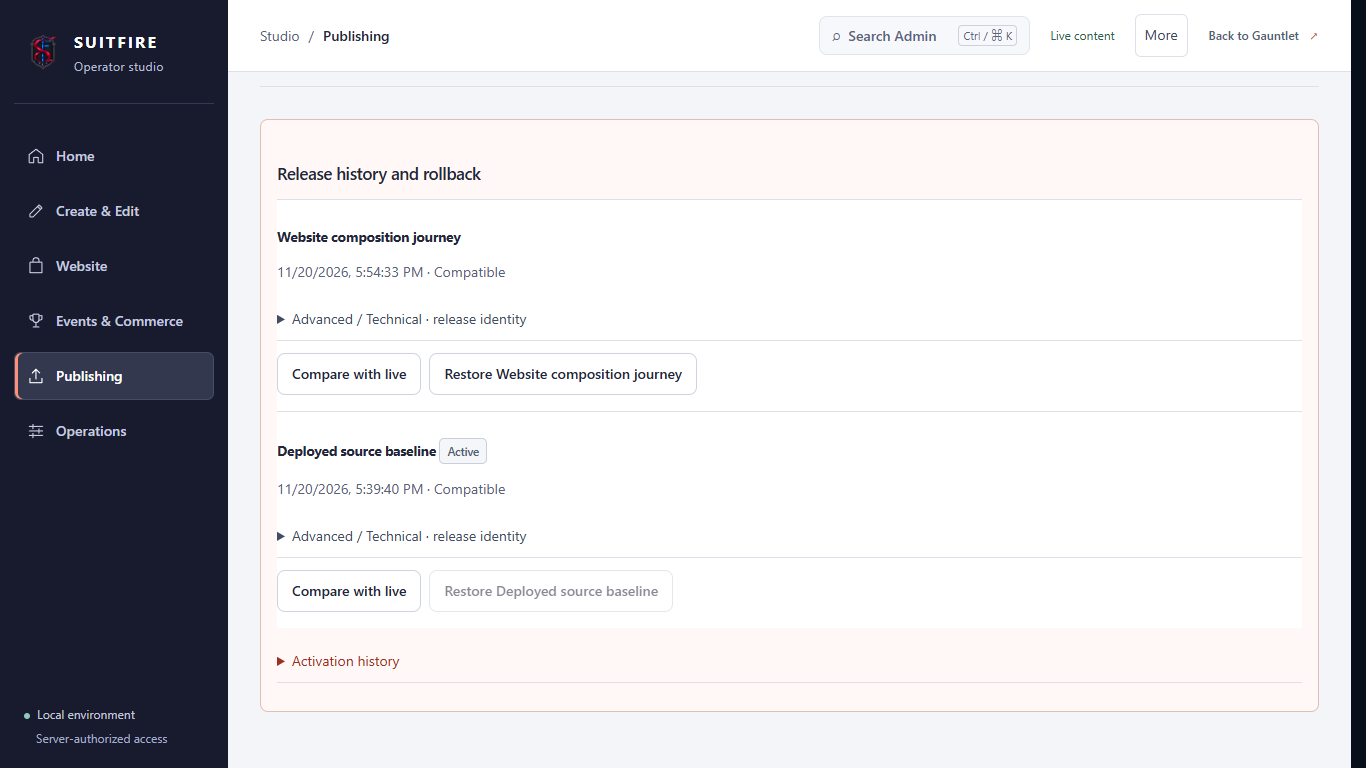 SUITFIRE
Operator studio
Home
Create & Edit
Website
Events & Commerce
Publishing
Operations
Local environment
Server-authorized access
Studio / Publishing
Search Admin Ctrl / ⌘ K
Live content
More
Back to Gauntlet ↗
Release history and rollback
Website composition journey
11/20/2026, 5:54:33 PM · Compatible
Advanced / Technical · release identity
Compare with live
Restore Website composition journey
Deployed source baseline Active
11/20/2026, 5:39:40 PM · Compatible
Advanced / Technical · release identity
Compare with live
Restore Deployed source baseline
Activation history